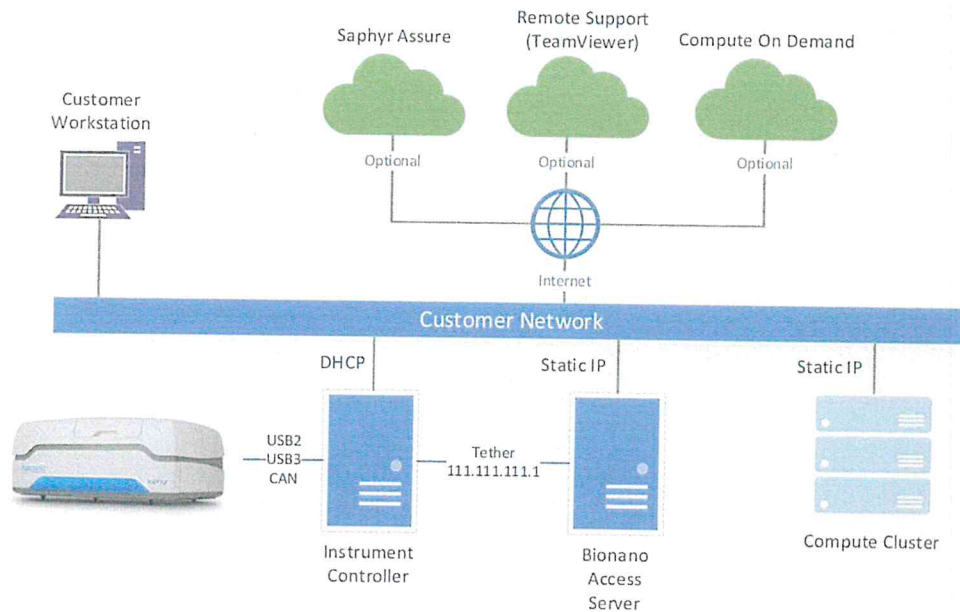 Saphyr Assure
Remote Support
(TeamViewer)
Compute On Demand
Customer
Workstation
Optional
Optional
Optional
Internet
Customer Network
DHCP
Static IP
Static IP
USB2
USB3
CAN
Tether
111.111.111.1
Instrument
Controller
Bionano
Access
Server
Compute Cluster